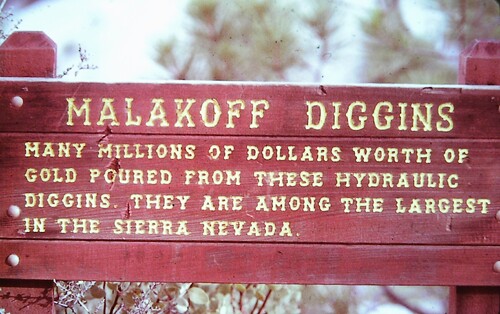 MALAKOFF DIGGINS
MANY MILLIONS OF DOLLARS WORTH OF
GOLD POURED FROM THESE HYDRAULIC
DIGGINS. THEY ARE AMONG THE LARGEST
IN THE SIERRA NEVADA.